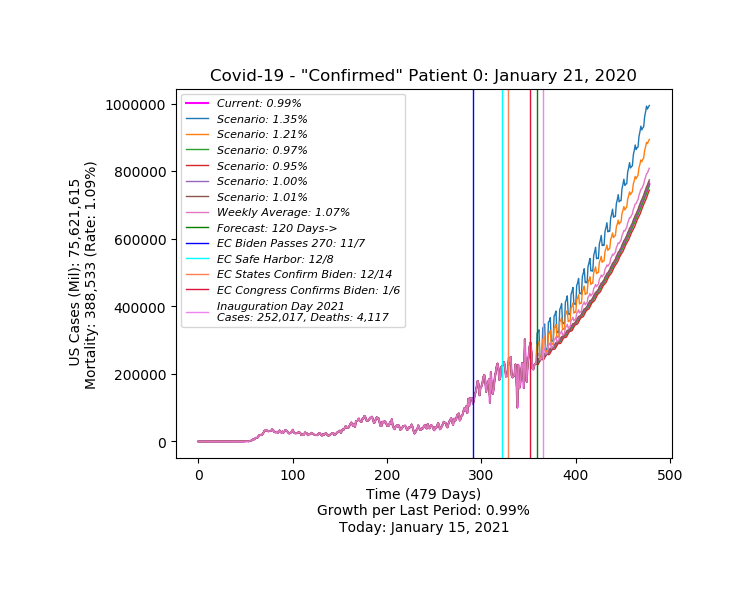 Covid-19 - "Confirmed" Patient 0: January 21, 2020
1000000
800000
600000
400000
200000
0
US Cases (Mil): 75,621,615
Mortality: 388,533 (Rate: 1.09%)
Current: 0.99%
Scenario: 1.35%
Scenario: 1.21%
Scenario: 0.97%
Scenario: 0.95%
Scenario: 1.00%
Scenario: 1.01%
Weekly Average: 1.07%
Forecast: 120 Days->
EC Biden Passes 270: 11/7
EC Safe Harbor: 12/8
EC States Confirm Biden: 12/14
EC Congress Confirms Biden: 1/6
Inauguration Day 2021
Cases: 252,017, Deaths: 4,117
0 100 200 300 400 500
Time (479 Days)
Growth per Last Period: 0.99%
Today: January 15, 2021